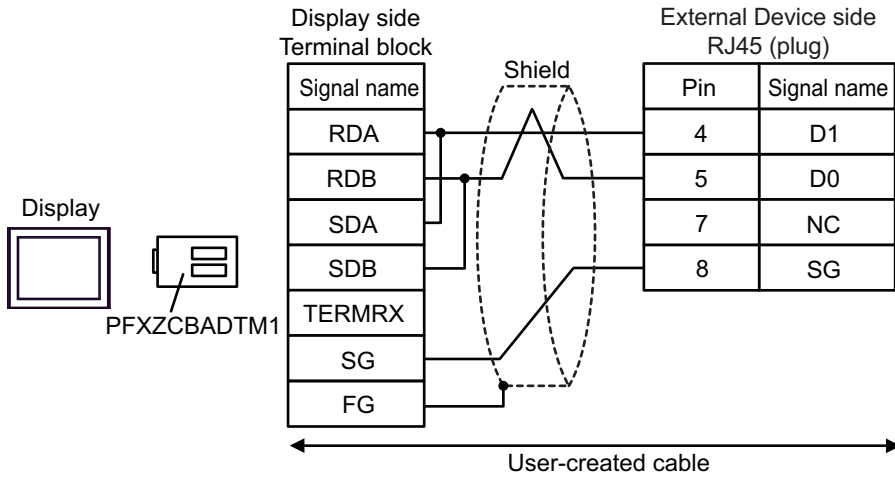 Display side
Terminal block
External Device side
RJ45 (plug)
Shield
Signal name
Pin
Signal name
RDA
4
D1
RDB
5
D0
SDA
7
NC
SDB
8
SG
TERMRX
SG
FG
Display
PFXZCBADTM1
User-created cable